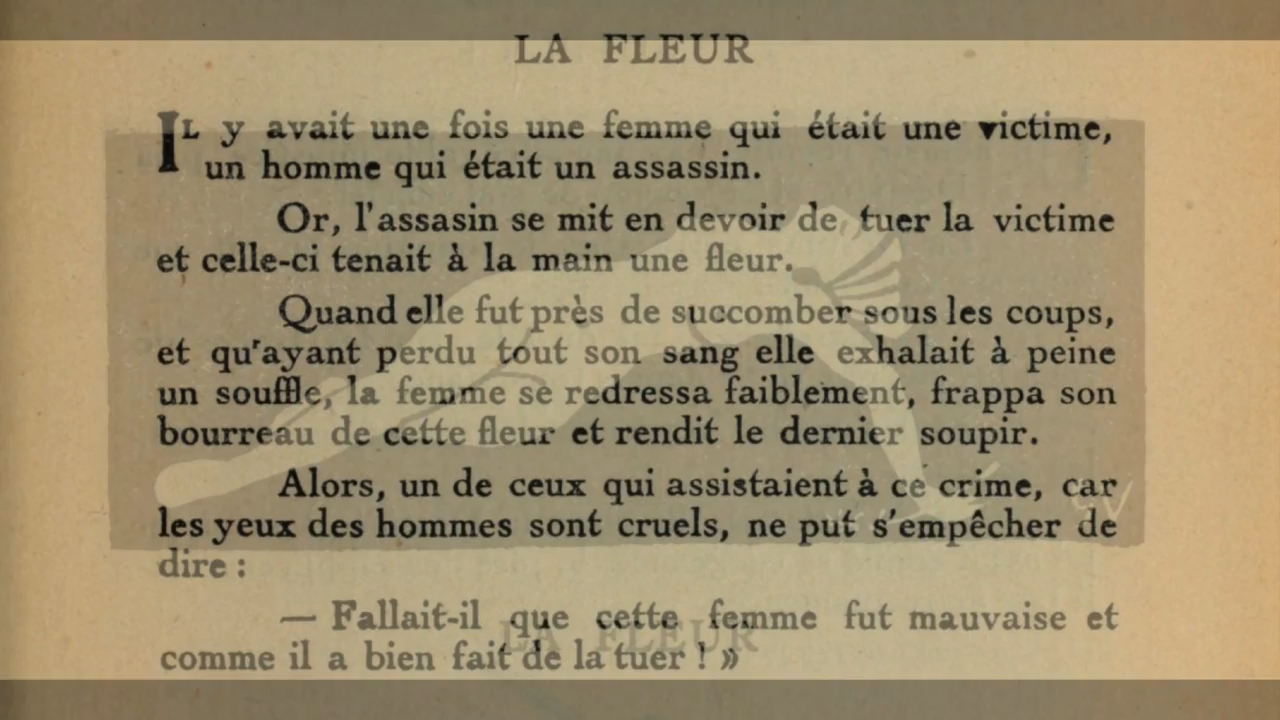 LA FLEUR
IL y avait une fois une femme qui était une victime,
un homme qui était un assassin.
Or, l'assasin se mit en devoir de tuer la victime
et celle-ci tenait à la main une fleur.
Quand elle fut près de succomber sous les coups,
et qu'ayant perdu tout son sang elle exhalait à peine
un souffle, la femme se redressa faiblement, frappa son
bourreau de cette fleur et rendit le dernier soupir.
Alors, un de ceux qui assistaient à ce crime, car
les yeux des hommes sont cruels, ne put s'empêcher de
dire :
— Fallait-il que cette femme fut mauvaise et
LA FLEUR
comme il a bien fait de la tuer ! »